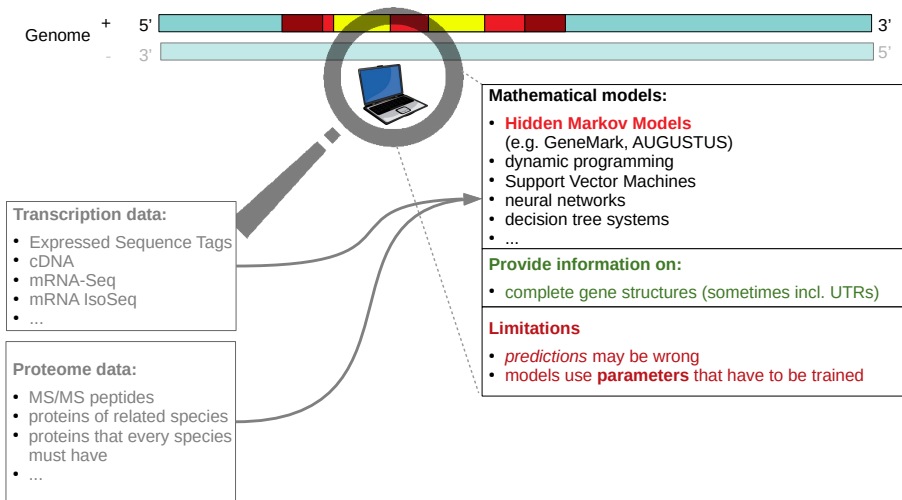 Genome
+ 5’ 3’
- 3’ 5’
Mathematical models:
• Hidden Markov Models
(e.g. GeneMark, AUGUSTUS)
• dynamic programming
• Support Vector Machines
• neural networks
• decision tree systems
• ...
Provide information on:
• complete gene structures (sometimes incl. UTRs)
Limitations
• predictions may be wrong
• models use parameters that have to be trained
Transcription data:
• Expressed Sequence Tags
• cDNA
• mRNA-Seq
• mRNA IsoSeq
• ...
Proteome data:
• MS/MS peptides
• proteins of related species
• proteins that every species
must have
• ...